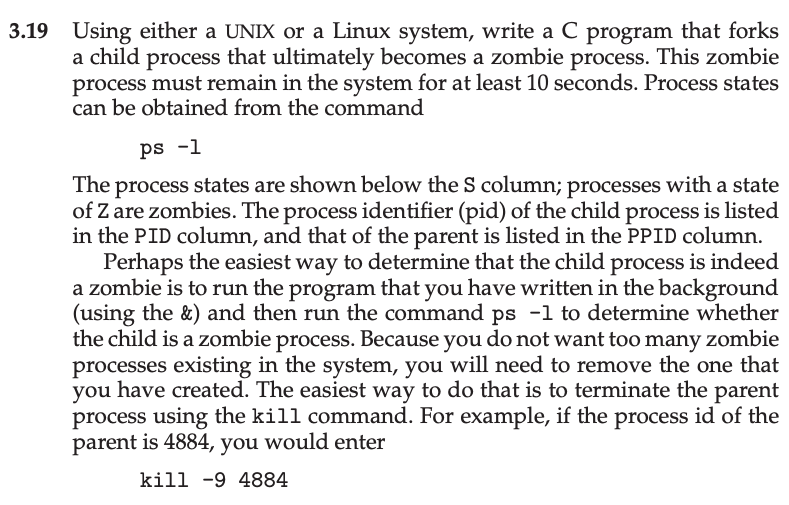 3.19 Using either a UNIX or a Linux system, write a C program that forks
a child process that ultimately becomes a zombie process. This zombie
process must remain in the system for at least 10 seconds. Process states
can be obtained from the command
ps -l
The process states are shown below the S column; processes with a state
of Z are zombies. The process identifier (pid) of the child process is listed
in the PID column, and that of the parent is listed in the PPID column.
Perhaps the easiest way to determine that the child process is indeed
a zombie is to run the program that you have written in the background
(using the &) and then run the command ps -l to determine whether
the child is a zombie process. Because you do not want too many zombie
processes existing in the system, you will need to remove the one that
you have created. The easiest way to do that is to terminate the parent
process using the kill command. For example, if the process id of the
parent is 4884, you would enter
kill -9 4884